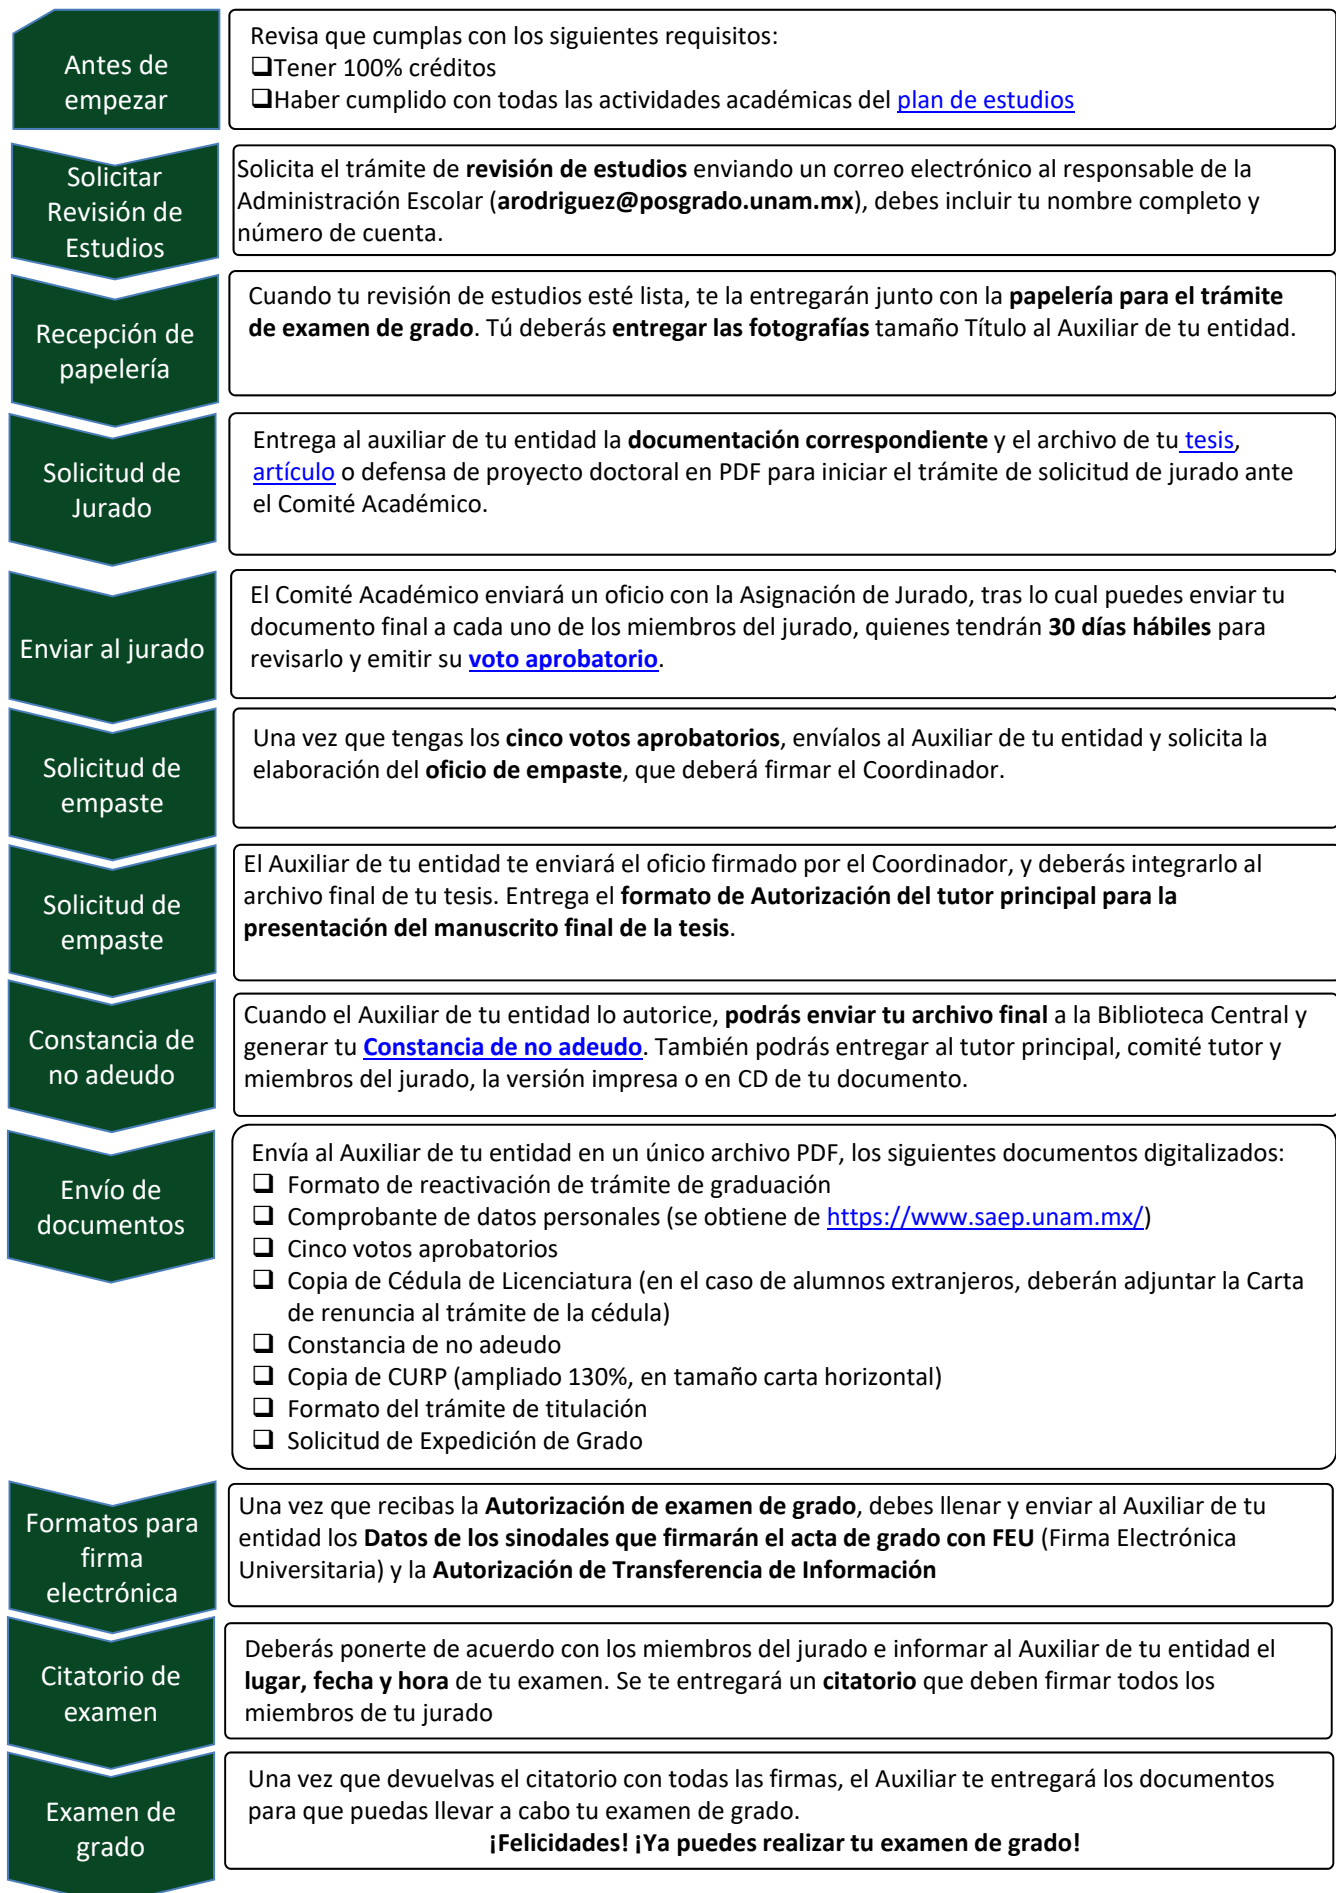 Antes de
empezar
Revisa que cumplas con los siguientes requisitos:
❑Tener 100% créditos
❑Haber cumplido con todas las actividades académicas del plan de estudios
Solicitar
Revisión de
Estudios
Solicita el trámite de revisión de estudios enviando un correo electrónico al responsable de la
Administración Escolar (arodriguez@posgrado.unam.mx), debes incluir tu nombre completo y
número de cuenta.
Recepción de
papelería
Cuando tu revisión de estudios esté lista, te la entregarán junto con la papelería para el trámite
de examen de grado. Tú deberás entregar las fotografías tamaño Título al Auxiliar de tu entidad.
Solicitud de
Jurado
Entrega al auxiliar de tu entidad la documentación correspondiente y el archivo de tu tesis,
artículo o defensa de proyecto doctoral en PDF para iniciar el trámite de solicitud de jurado ante
el Comité Académico.
Enviar al jurado
El Comité Académico enviará un oficio con la Asignación de Jurado, tras lo cual puedes enviar tu
documento final a cada uno de los miembros del jurado, quienes tendrán 30 días hábiles para
revisarlo y emitir su voto aprobatorio.
Solicitud de
empaste
Una vez que tengas los cinco votos aprobatorios, envíalos al Auxiliar de tu entidad y solicita la
elaboración del oficio de empaste, que deberá firmar el Coordinador.
Solicitud de
empaste
El Auxiliar de tu entidad te enviará el oficio firmado por el Coordinador, y deberás integrarlo al
archivo final de tu tesis. Entrega el formato de Autorización del tutor principal para la
presentación del manuscrito final de la tesis.
Constancia de
no adeudo
Cuando el Auxiliar de tu entidad lo autorice, podrás enviar tu archivo final a la Biblioteca Central y
generar tu Constancia de no adeudo. También podrás entregar al tutor principal, comité tutor y
miembros del jurado, la versión impresa o en CD de tu documento.
Envío de
documentos
Envía al Auxiliar de tu entidad en un único archivo PDF, los siguientes documentos digitalizados:
❑ Formato de reactivación de trámite de graduación
❑ Comprobante de datos personales (se obtiene de https://www.saep.unam.mx/)
❑ Cinco votos aprobatorios
❑ Copia de Cédula de Licenciatura (en el caso de alumnos extranjeros, deberán adjuntar la Carta
de renuncia al trámite de la cédula)
❑ Constancia de no adeudo
❑ Copia de CURP (ampliado 130%, en tamaño carta horizontal)
❑ Formato del trámite de titulación
❑ Solicitud de Expedición de Grado
Formatos para
firma
electrónica
Una vez que recibas la Autorización de examen de grado, debes llenar y enviar al Auxiliar de tu
entidad los Datos de los sinodales que firmarán el acta de grado con FEU (Firma Electrónica
Universitaria) y la Autorización de Transferencia de Información
Citatorio de
examen
Deberás ponerte de acuerdo con los miembros del jurado e informar al Auxiliar de tu entidad el
lugar, fecha y hora de tu examen. Se te entregará un citatorio que deben firmar todos los
miembros de tu jurado
Examen de
grado
Una vez que devuelvas el citatorio con todas las firmas, el Auxiliar te entregará los documentos
para que puedas llevar a cabo tu examen de grado.
¡Felicidades! ¡Ya puedes realizar tu examen de grado!